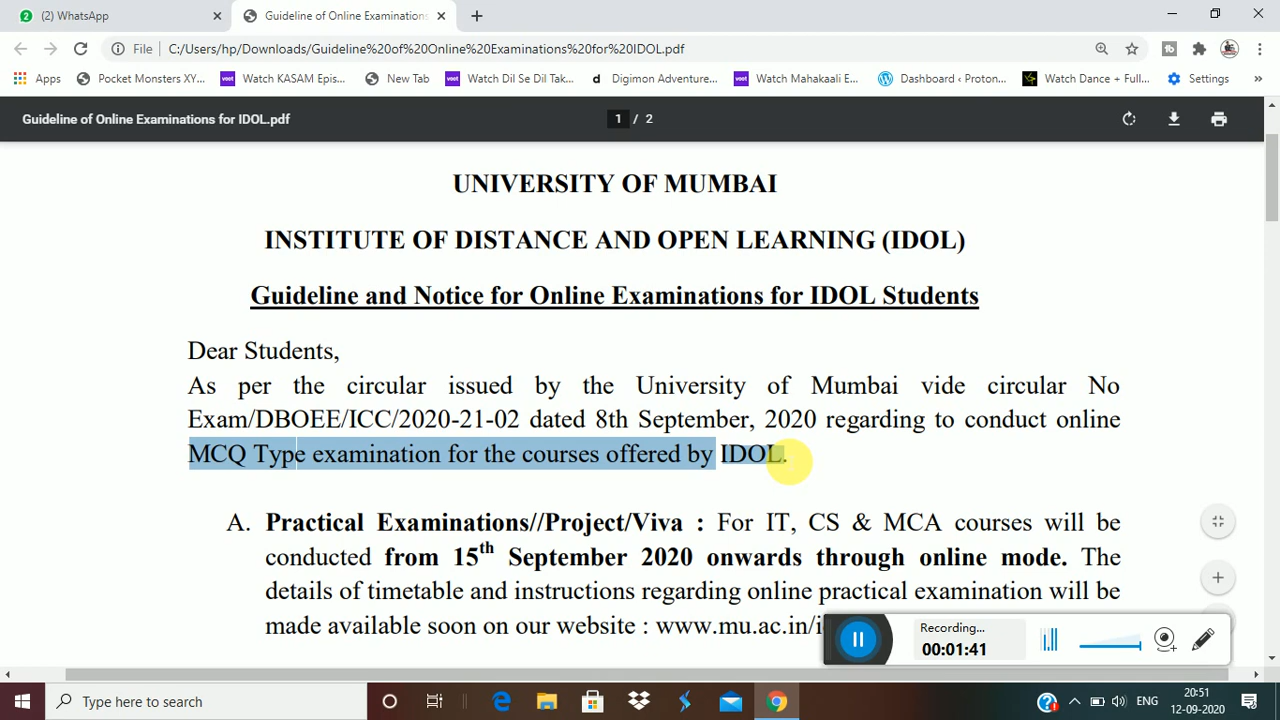 (2) WhatsApp
Guideline of Online Examinations
File
C:/Users/hp/Downloads/Guideline%20of%20Online%20Examinations%20for%20IDOL.pdf
Apps
Pocket Monsters XY...
Watch KASAM Epis...
New Tab
Watch Dil Se Dil Tak...
Digimon Adventure...
Watch Mahakaali E...
Dashboard ‹ Proton...
Watch Dance + Full...
Settings
Guideline of Online Examinations for IDOL.pdf
1 / 2
UNIVERSITY OF MUMBAI
INSTITUTE OF DISTANCE AND OPEN LEARNING (IDOL)
Guideline and Notice for Online Examinations for IDOL Students
Dear Students,
As per the circular issued by the University of Mumbai vide circular No
Exam/DBOEE/ICC/2020-21-02 dated 8th September, 2020 regarding to conduct online
MCQ Type examination for the courses offered by IDOL.
A. Practical Examinations//Project/Viva : For IT, CS & MCA courses will be
conducted from 15th September 2020 onwards through online mode. The
details of timetable and instructions regarding online practical examination will be
made available soon on our website : www.mu.ac.in/i
Recording...
00:01:41
Type here to search
ENG
20:51
12-09-2020